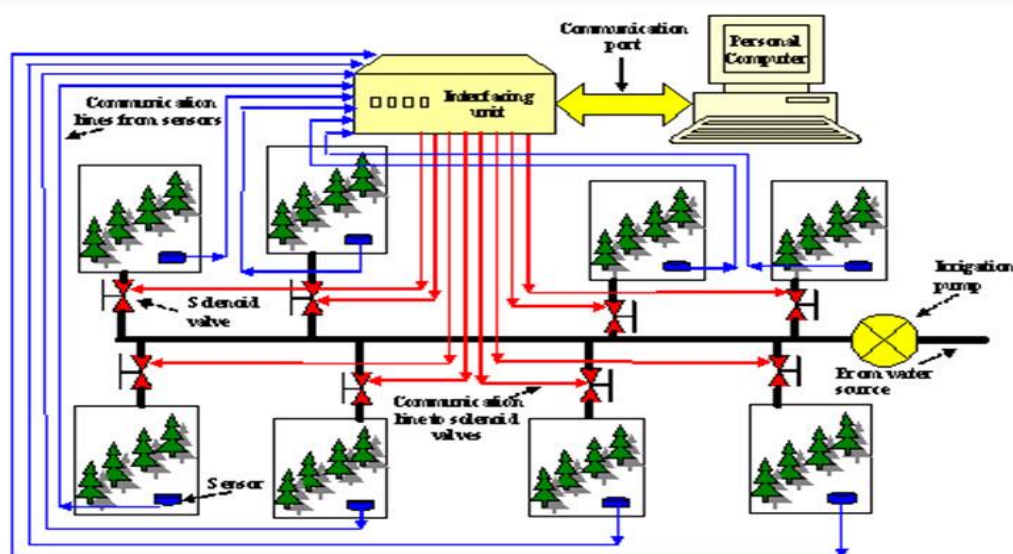 Communication
port
Personal
Computer
Interfacing
unit
Communication
lines from sensors
Solenoid
valve
Irrigation
pump
From water
source
Communication
line to solenoid
valves
Sensor